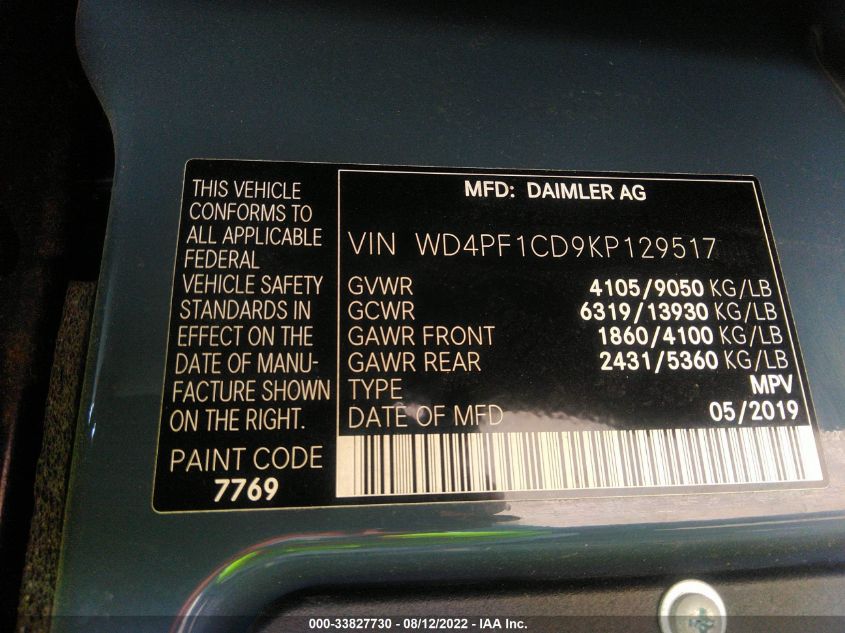 THIS VEHICLE
CONFORMS TO
ALL APPLICABLE
FEDERAL
VEHICLE SAFETY
STANDARDS IN
EFFECT ON THE
DATE OF MANU-
FACTURE SHOWN
ON THE RIGHT.
PAINT CODE
7769
MFD: DAIMLER AG
VIN WD4PF1CD9KP129517
GVWR 4105/9050 KG/LB
GCWR 6319/13930 KG/LB
GAWR FRONT 1860/4100 KG/LB
GAWR REAR 2431/5360 KG/LB
TYPE MPV
DATE OF MFD 05/2019
000-33827730 - 08/12/2022 - IAA Inc.